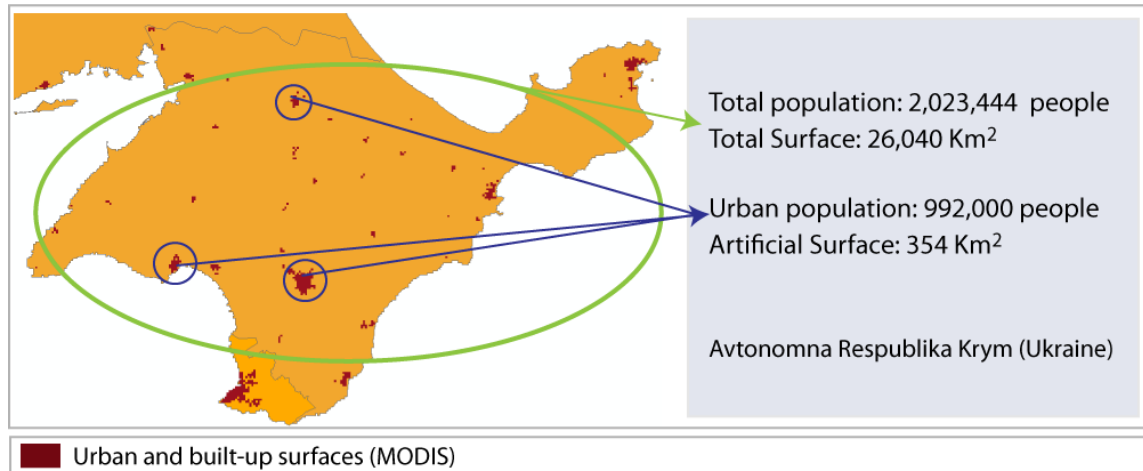 Total population: 2,023,444 people
Total Surface: 26,040 Km²
Urban population: 992,000 people
Artificial Surface: 354 Km²
Avtonomna Respublika Krym (Ukraine)
Urban and built-up surfaces (MODIS)